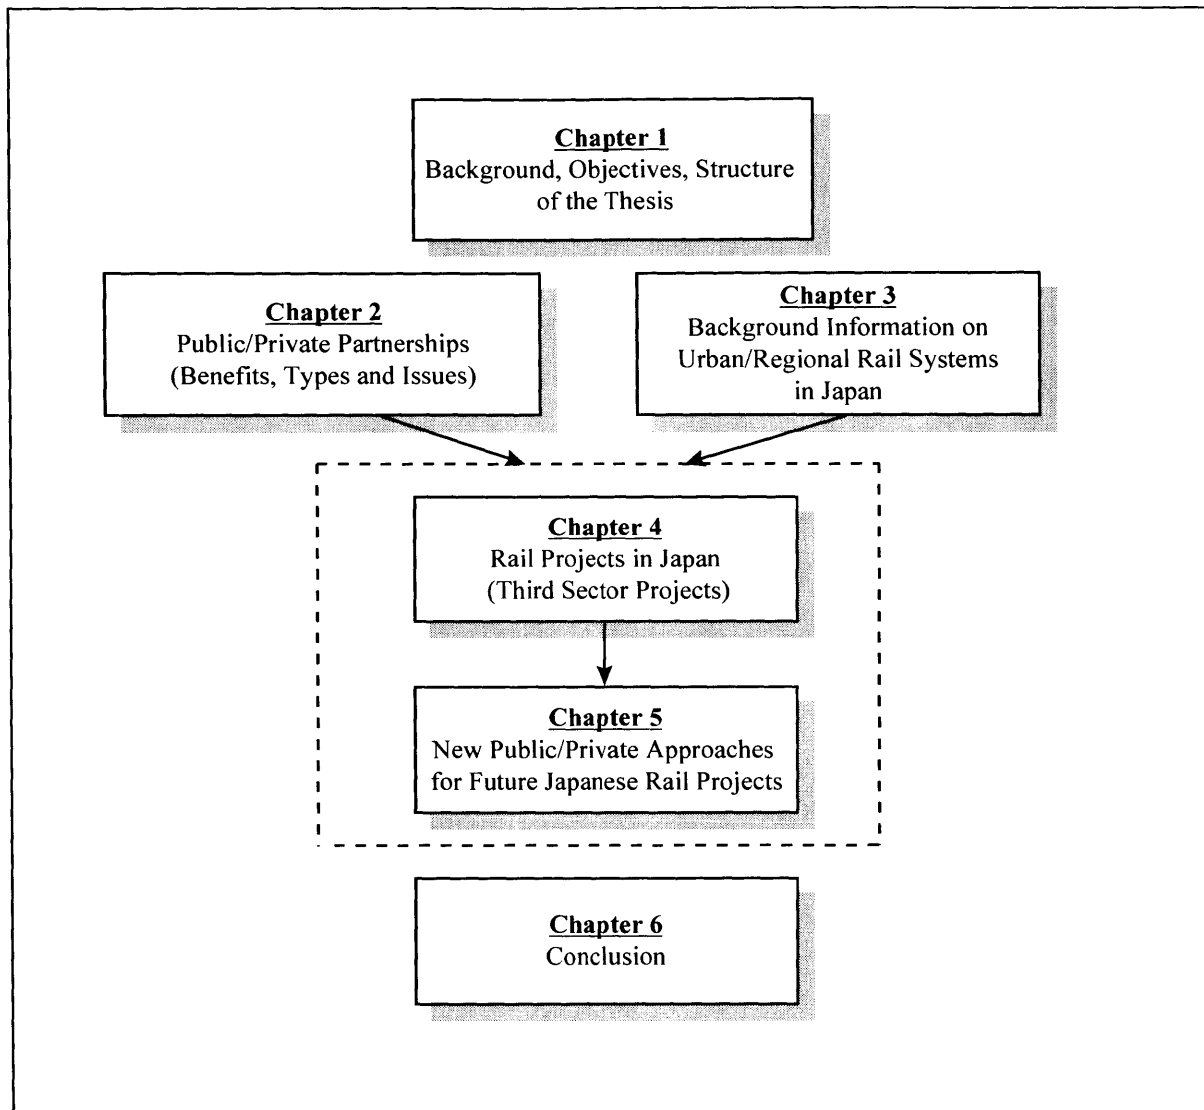 Chapter 1
Background, Objectives, Structure
of the Thesis
Chapter 2
Public/Private Partnerships
(Benefits, Types and Issues)
Chapter 3
Background Information on
Urban/Regional Rail Systems
in Japan
Chapter 4
Rail Projects in Japan
(Third Sector Projects)
Chapter 5
New Public/Private Approaches
for Future Japanese Rail Projects
Chapter 6
Conclusion